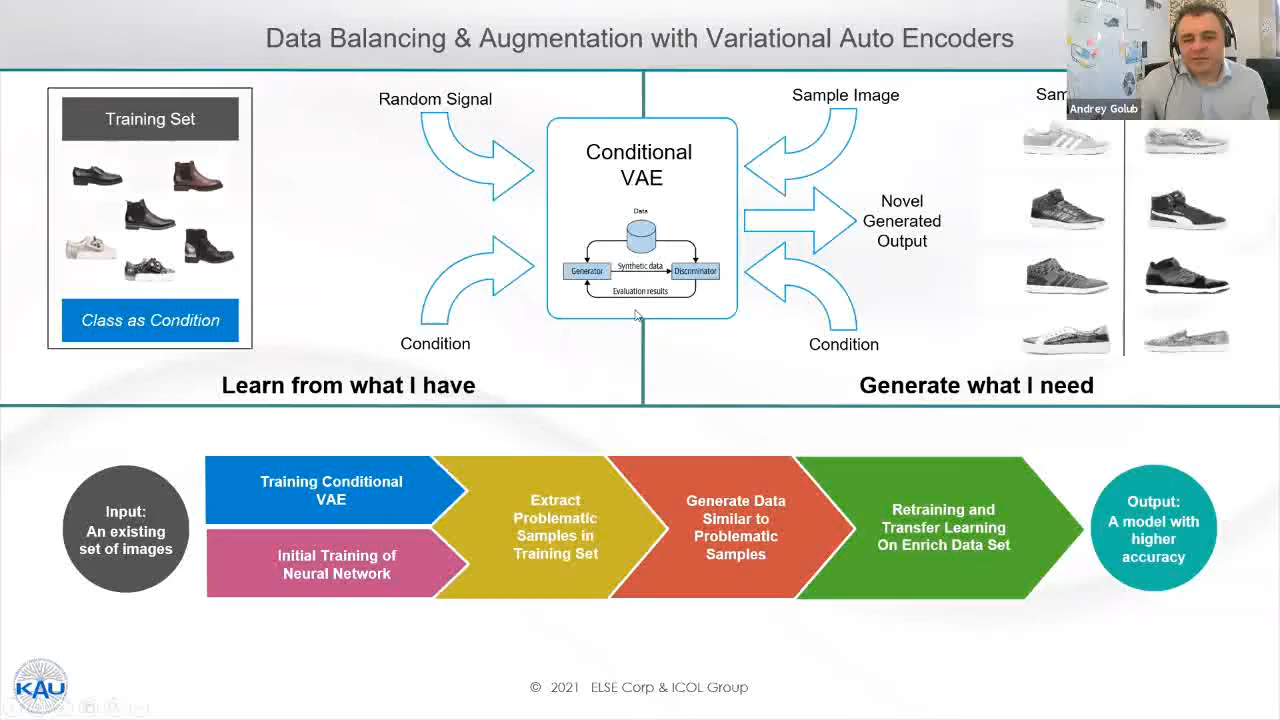 Data Balancing & Augmentation with Variational Auto Encoders
Andrey Golub
Training Set
Class as Condition
Random Signal
Condition
Learn from what I have
Conditional
VAE
Data
Generator
Synthetic data
Discriminator
Evaluation results
Sample Image
Novel
Generated
Output
Condition
Generate what I need
Input:
An existing
set of images
Training Conditional
VAE
Initial Training of
Neural Network
Extract
Problematic
Samples in
Training Set
Generate Data
Similar to
Problematic
Samples
Retraining and
Transfer Learning
On Enrich Data Set
Output:
A model with
higher
accuracy
KAU
© 2021 ELSE Corp & ICOL Group